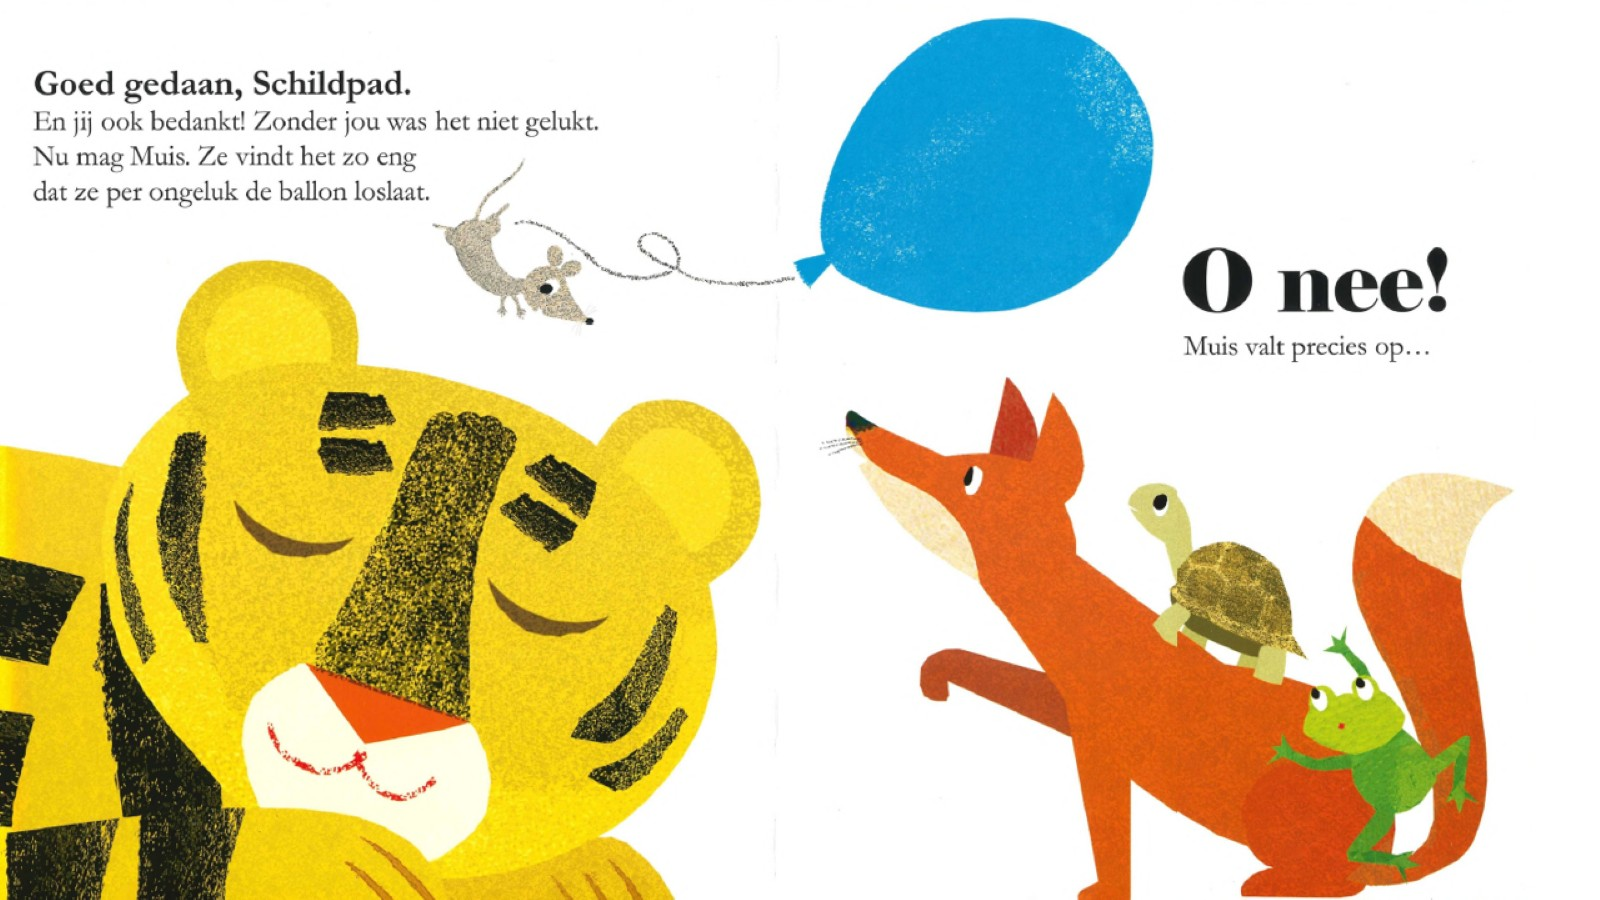 Goed gedaan, Schildpad.
En jij ook bedankt! Zonder jou was het niet gelukt.
Nu mag Muis. Ze vindt het zo eng
dat ze per ongeluk de ballon loslaat.
O nee!
Muis valt precies op…